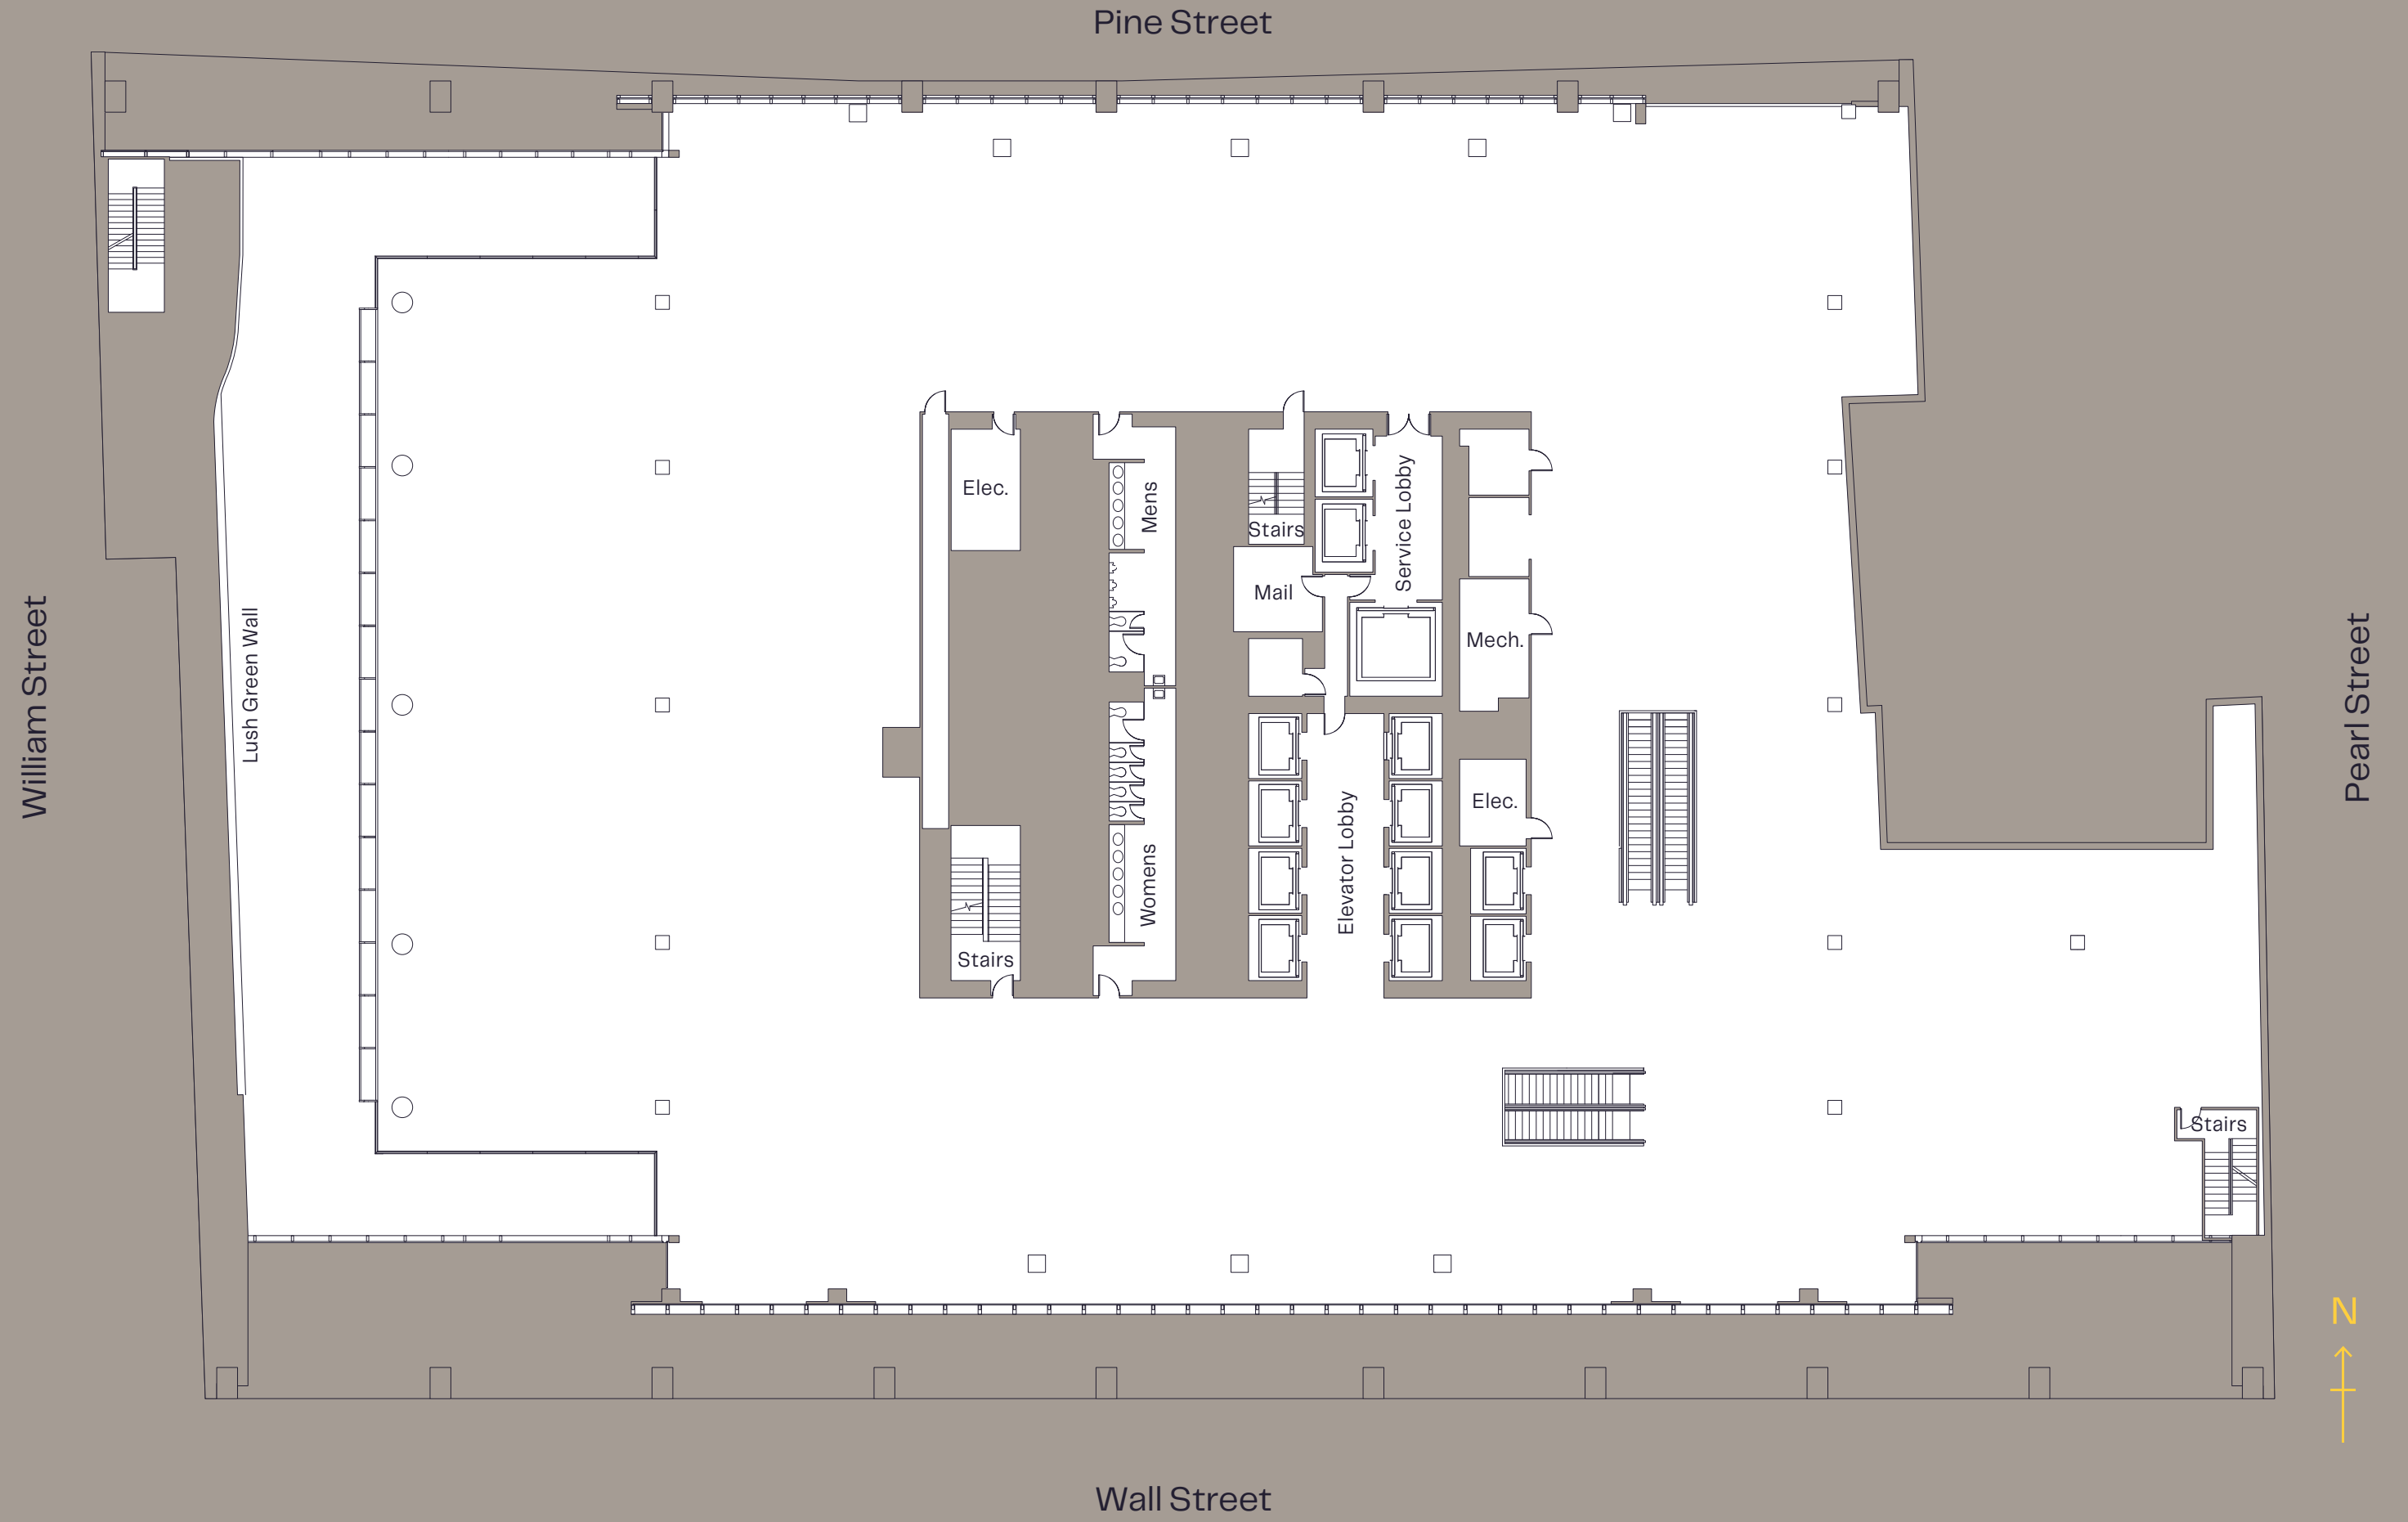 Pine Street
Elec.
Mens
Stairs
Service Lobby
Mail
Mech.
William Street
Lush Green Wall
Pearl Street
Elec.
Elevator Lobby
Womens
Stairs
Stairs
N
Wall Street